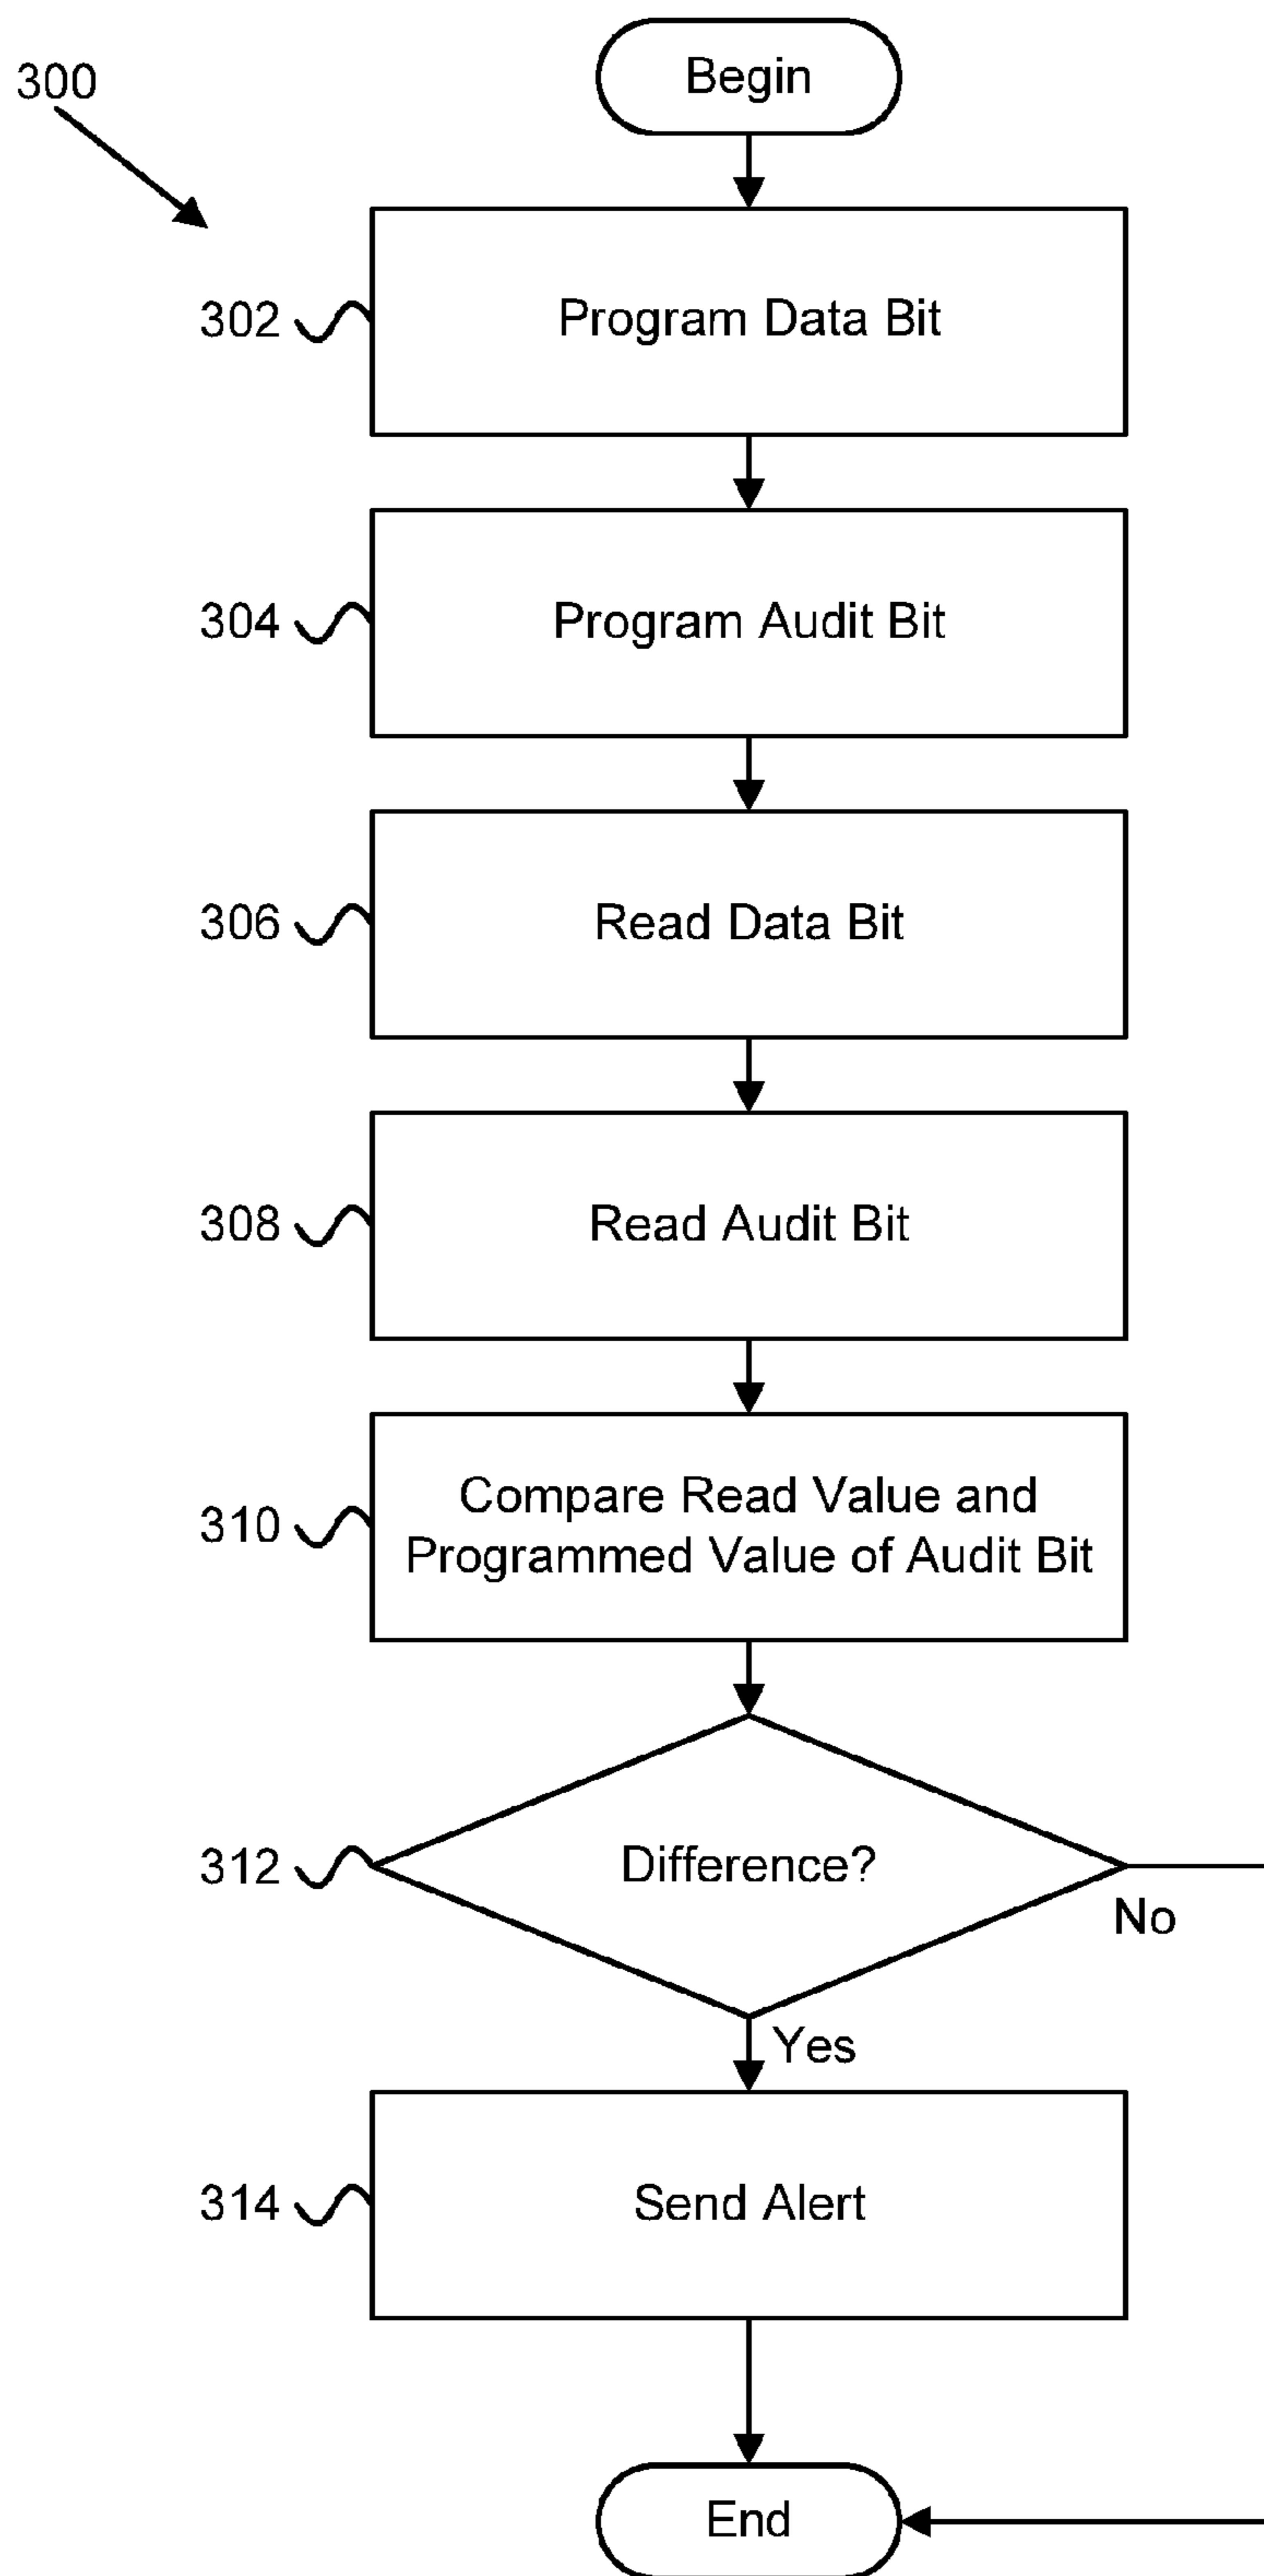 300
Begin
302
Program Data Bit
304
Program Audit Bit
306
Read Data Bit
308
Read Audit Bit
310
Compare Read Value and
Programmed Value of Audit Bit
312
Difference?
No
Yes
314
Send Alert
End